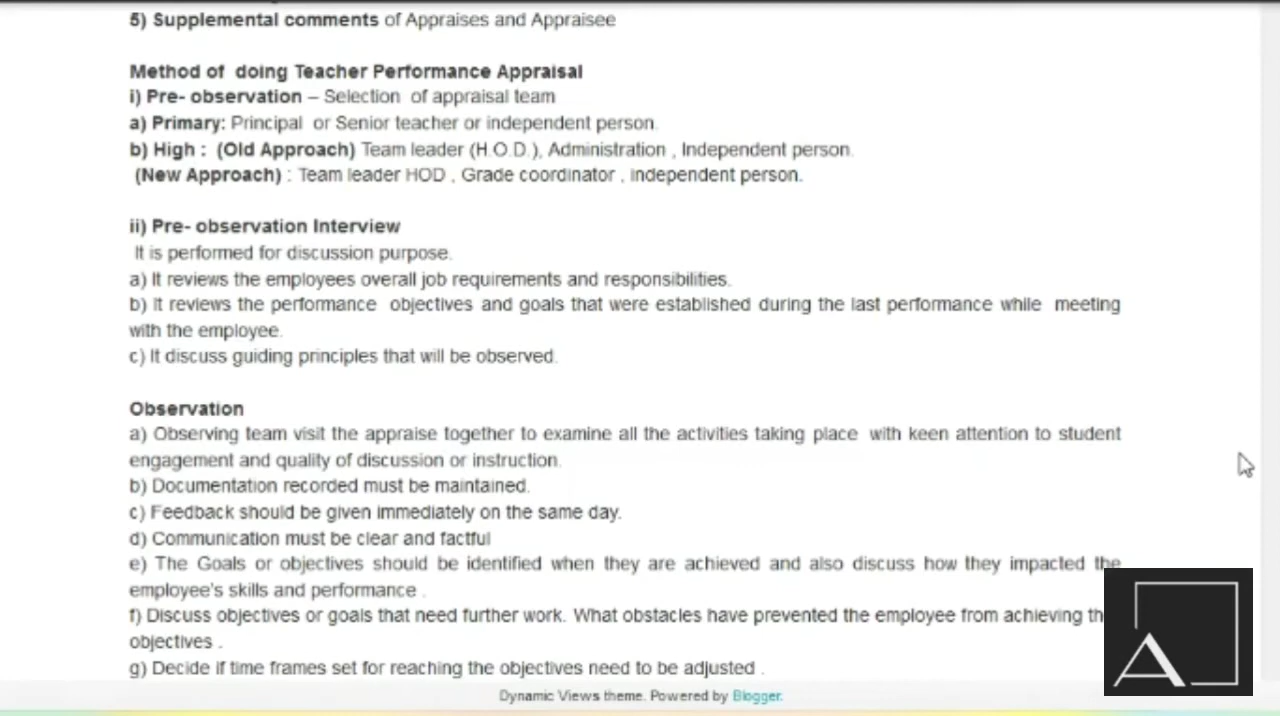 5) Supplemental comments of Appraises and Appraisee
Method of doing Teacher Performance Appraisal
i) Pre- observation – Selection of appraisal team
a) Primary: Principal or Senior teacher or independent person.
b) High : (Old Approach) Team leader (H.O.D.), Administration , Independent person.
(New Approach) : Team leader HOD , Grade coordinator , independent person.
ii) Pre- observation Interview
It is performed for discussion purpose.
a) It reviews the employees overall job requirements and responsibilities.
b) It reviews the performance objectives and goals that were established during the last performance while meeting
with the employee.
c) It discuss guiding principles that will be observed.
Observation
a) Observing team visit the appraise together to examine all the activities taking place with keen attention to student
engagement and quality of discussion or instruction.
b) Documentation recorded must be maintained.
c) Feedback should be given immediately on the same day.
d) Communication must be clear and factful
e) The Goals or objectives should be identified when they are achieved and also discuss how they impacted the
employee's skills and performance .
f) Discuss objectives or goals that need further work. What obstacles have prevented the employee from achieving th
objectives .
g) Decide if time frames set for reaching the objectives need to be adjusted .
Dynamic Views theme. Powered by Blogger.
A